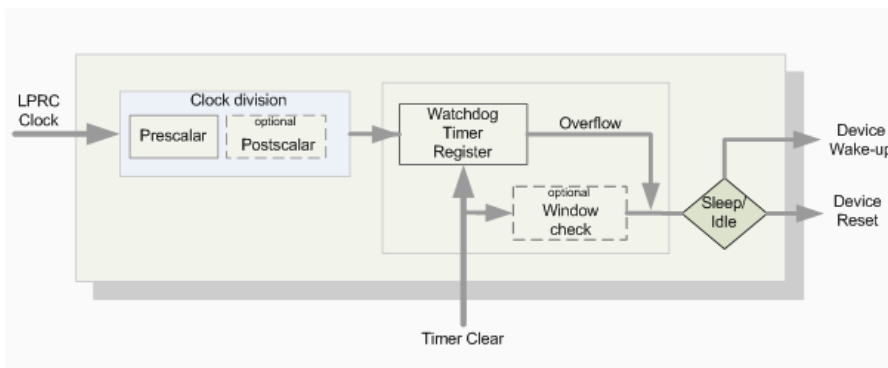 LPRC
Clock
Clock division
Prescalar
optional
Postscalar
Watchdog
Timer
Register
Overflow
optional
Window
check
Sleep/
Idle
Device
Wake-up
Device
Reset
Timer Clear